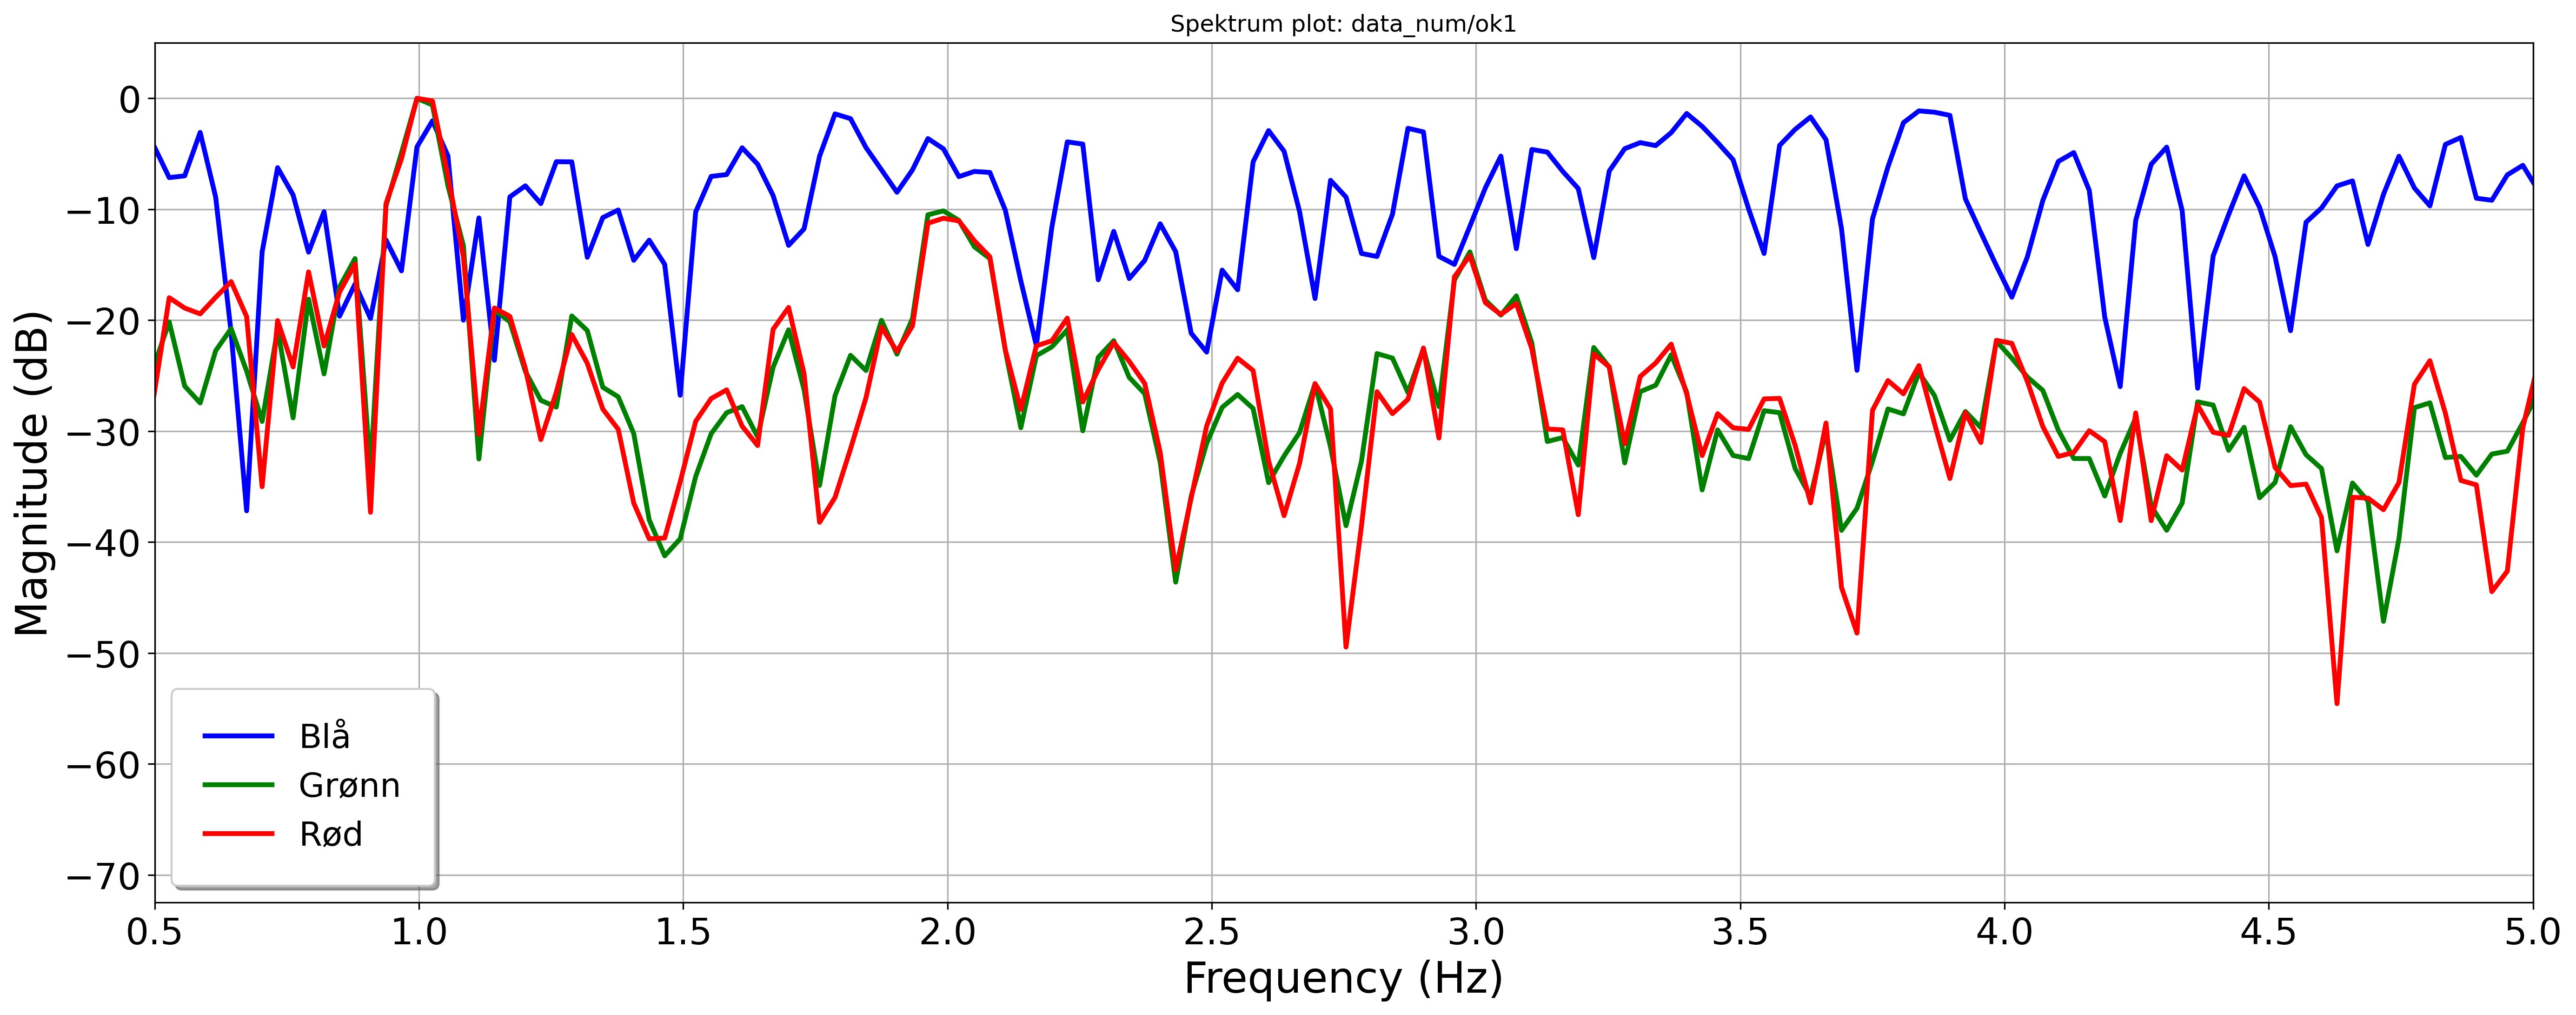 Spektrum plot: data_num/ok1
Magnitude (dB)
0
−10
−20
−30
−40
−50
−60
−70
Blå
Grønn
Rød
0.5 1.0 1.5 2.0 2.5 3.0 3.5 4.0 4.5 5.0
Frequency (Hz)